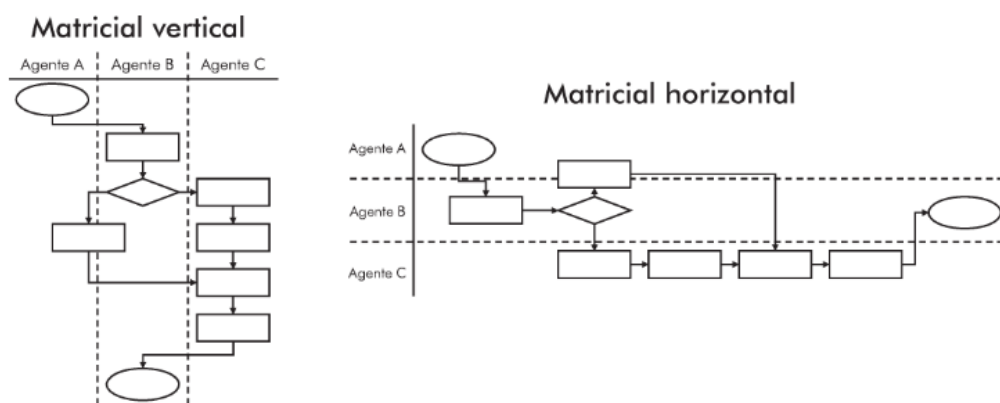 Matricial vertical
Agente A Agente B Agente C
Matricial horizontal
Agente A
Agente B
Agente C